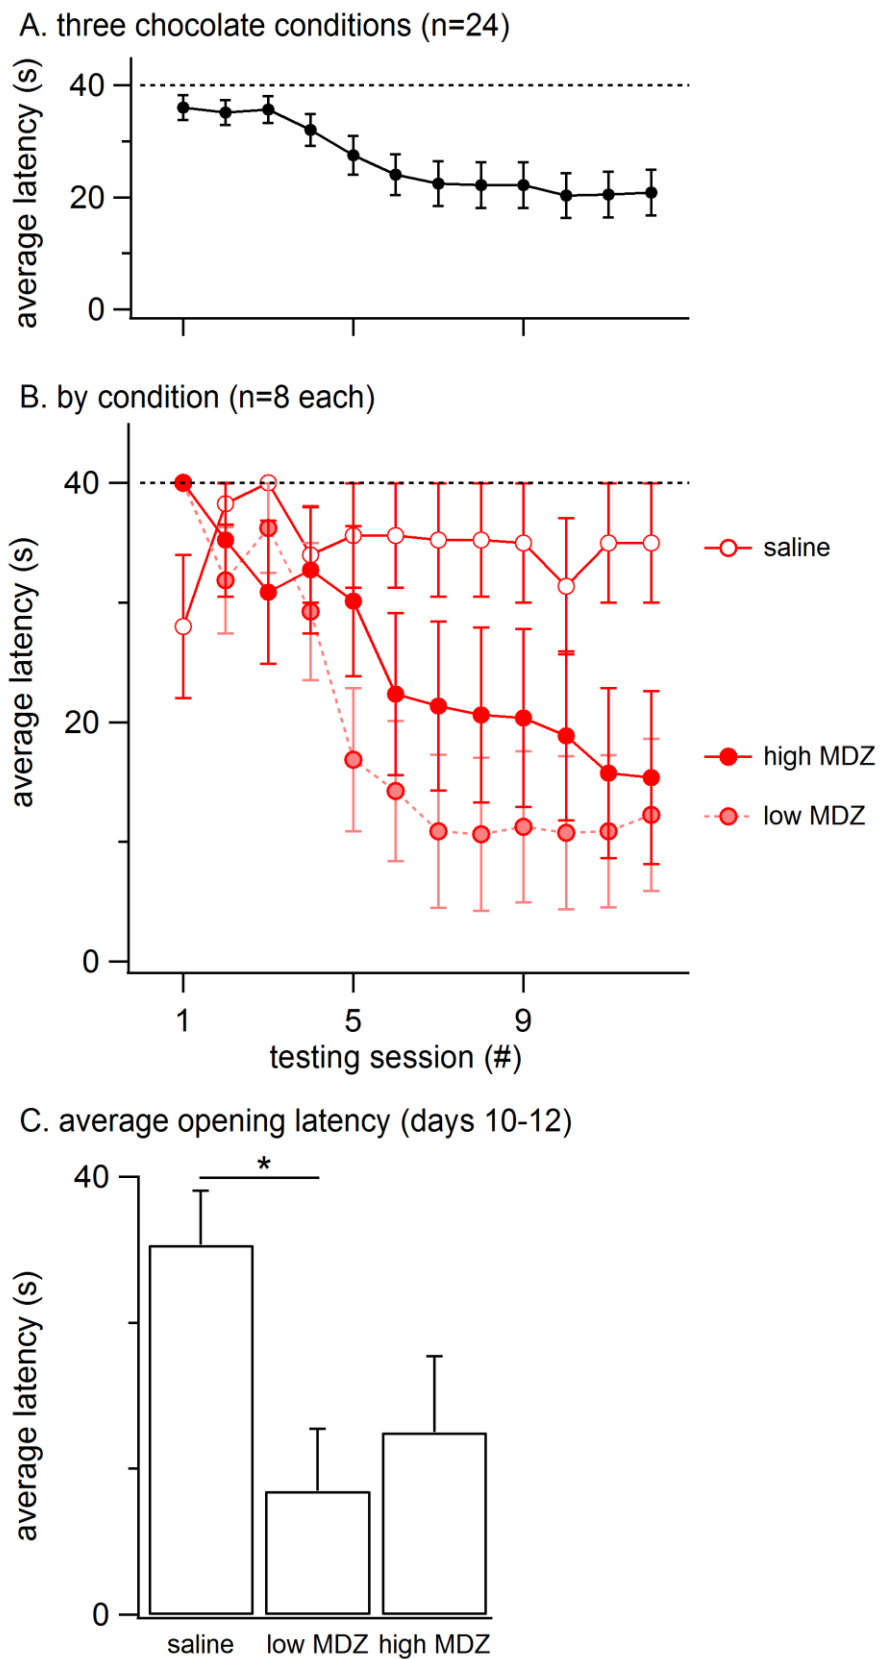 A. three chocolate conditions (n=24)
average latency (s)
40
20
0
B. by condition (n=8 each)
average latency (s)
40
20
0
saline
high MDZ
low MDZ
1 5 9
testing session (#)
C. average opening latency (days 10-12)
average latency (s)
40
*
0
saline low MDZ high MDZ